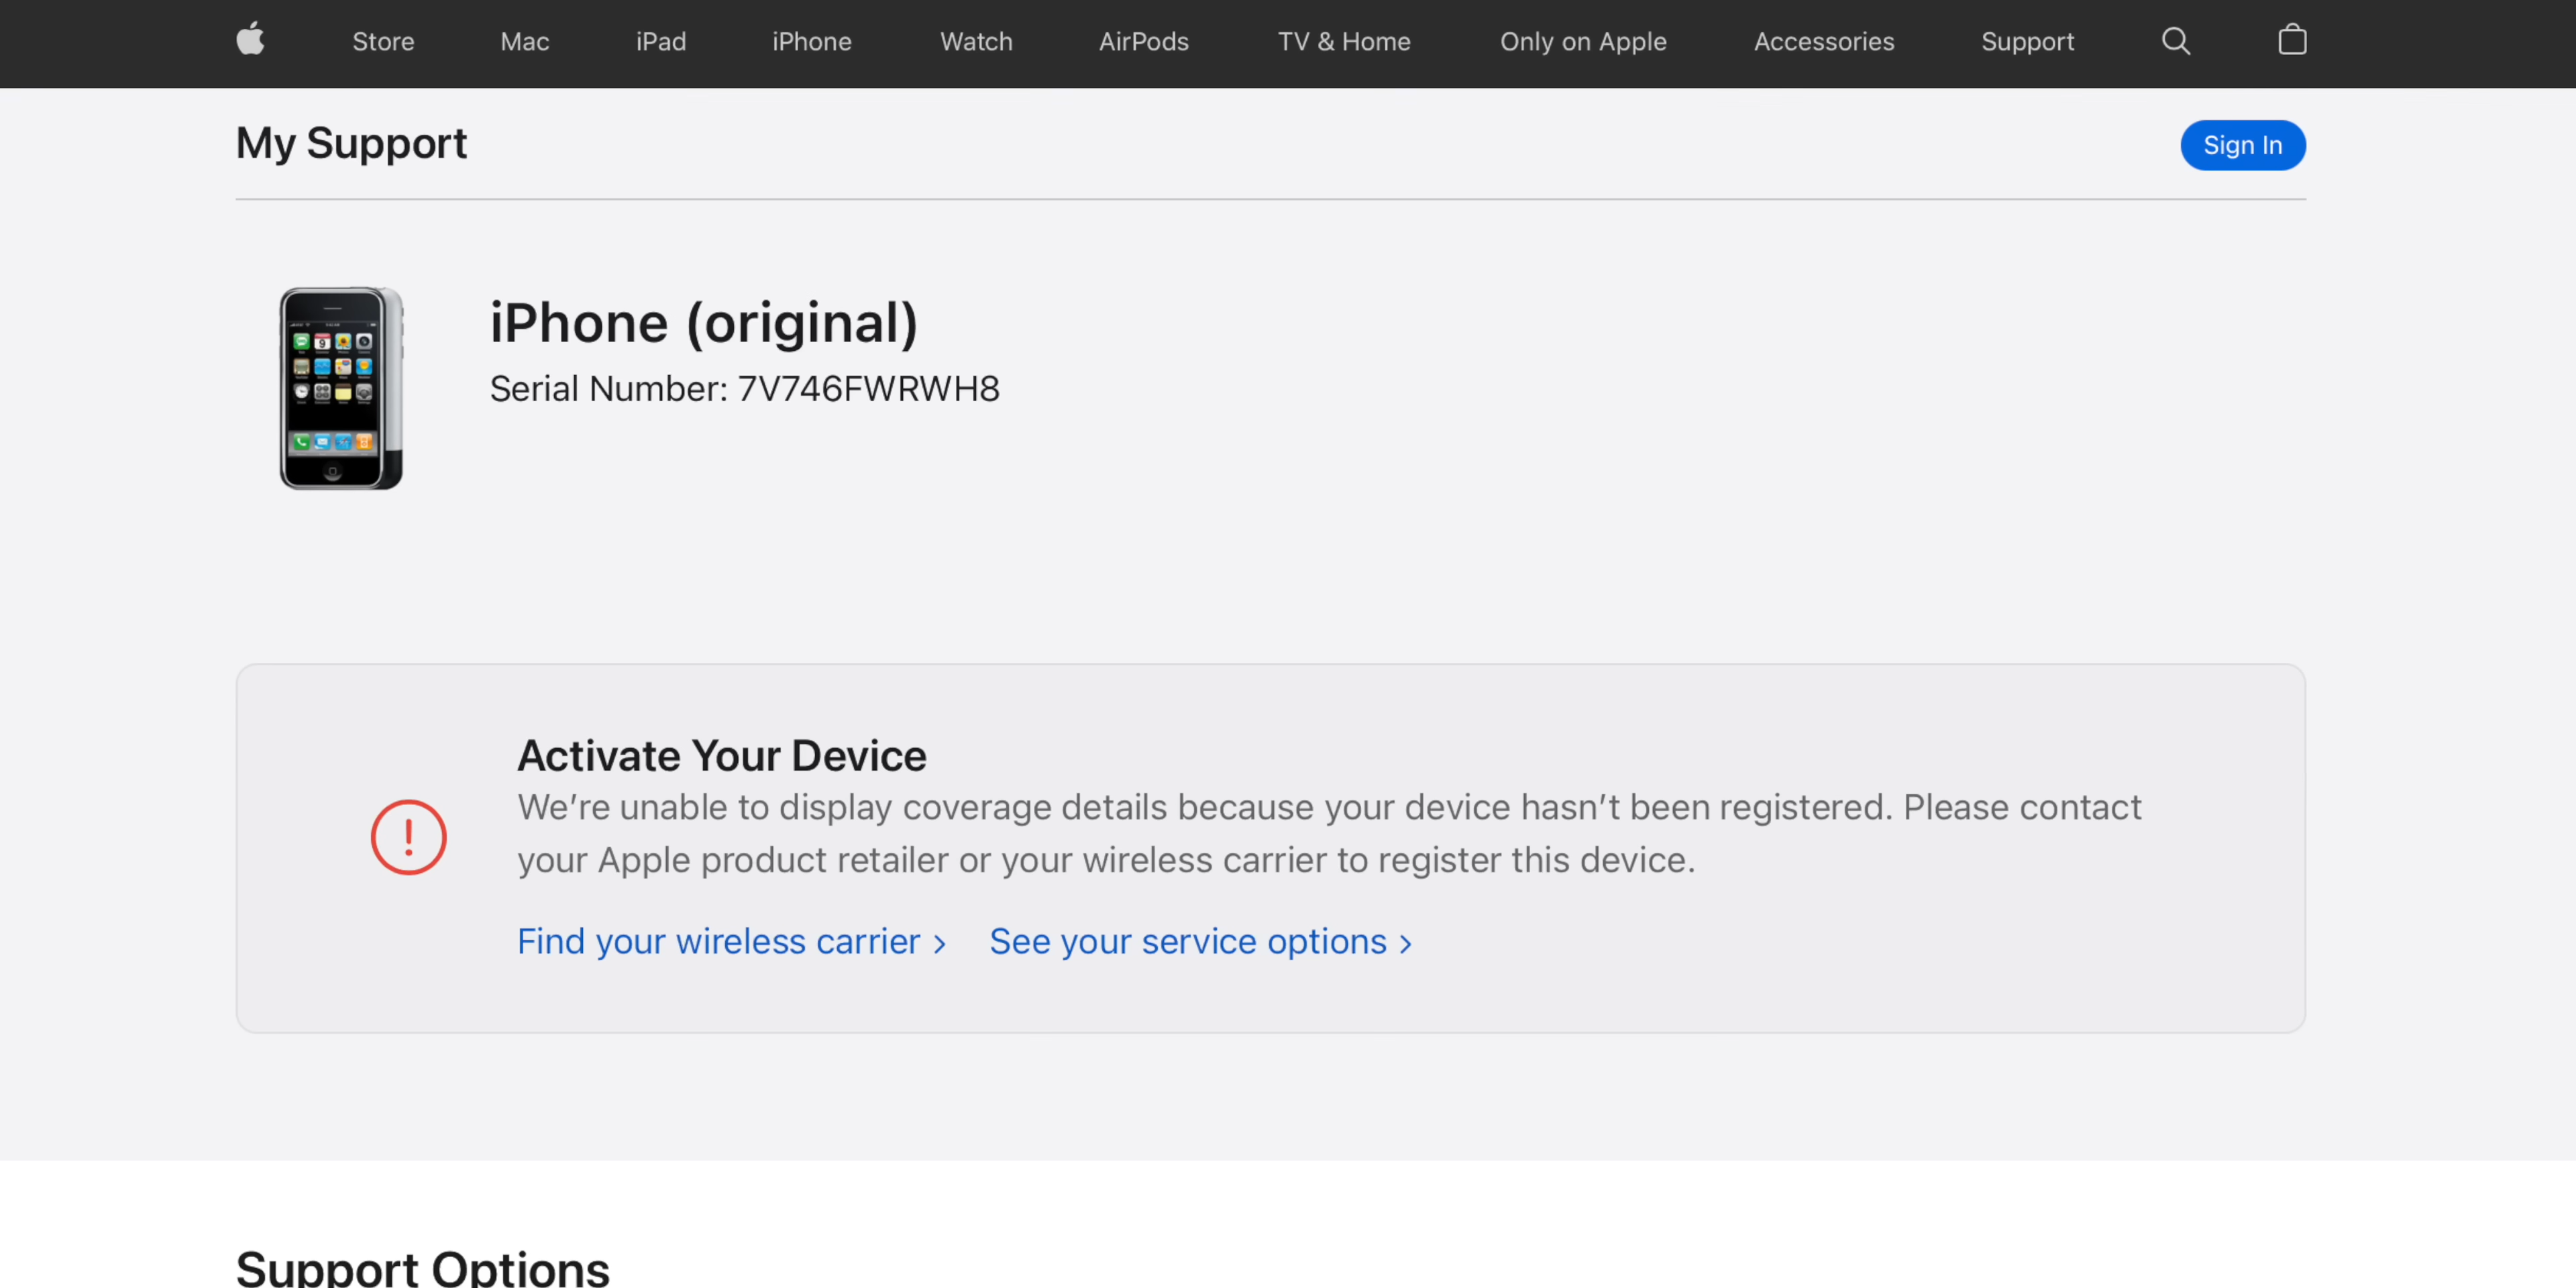 Store Mac iPad iPhone Watch AirPods TV & Home Only on Apple Accessories Support
My Support
Sign In
iPhone (original)
Serial Number: 7V746FWRWH8
Activate Your Device
We’re unable to display coverage details because your device hasn’t been registered. Please contact
your Apple product retailer or your wireless carrier to register this device.
Find your wireless carrier › See your service options ›
Support Options